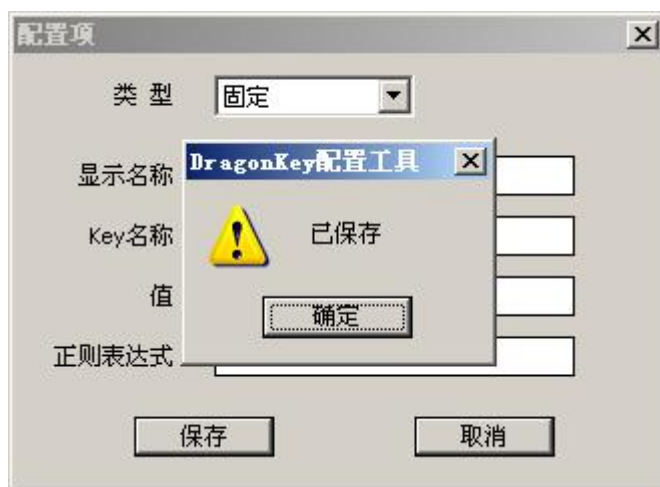 配置项
类 型
固定
显示名称
DragonKey配置工具
Key名称
已保存
值
确定
正则表达式
保存
取消